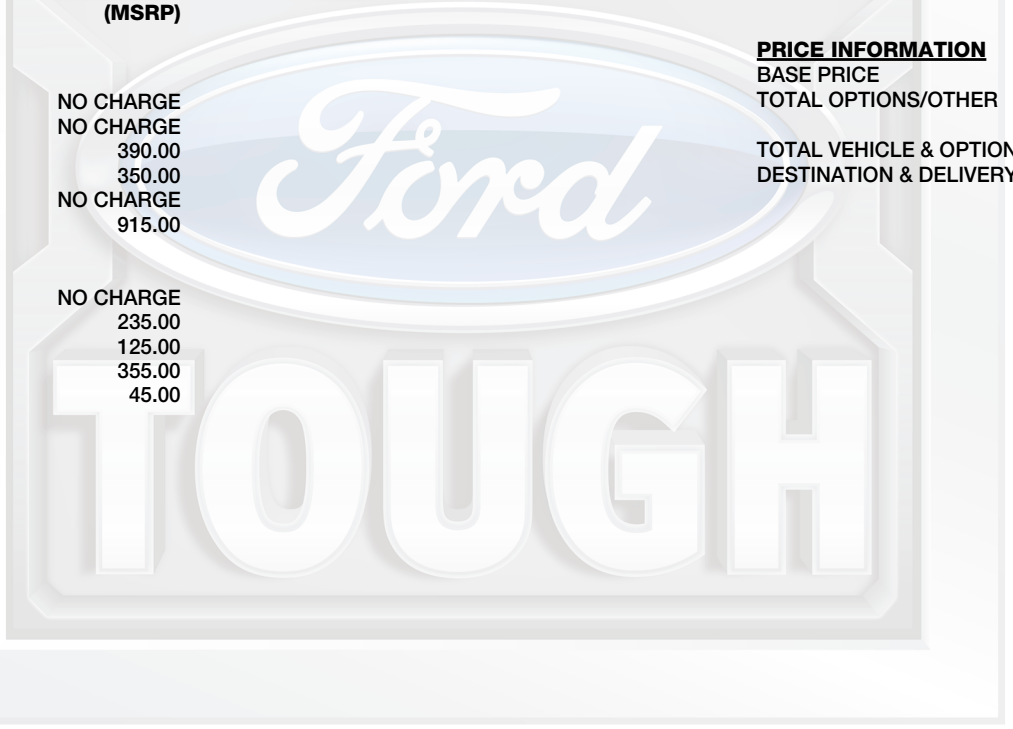 (MSRP)
NO CHARGE
NO CHARGE
390.00
350.00
NO CHARGE
915.00
NO CHARGE
235.00
125.00
355.00
45.00
PRICE INFORMATION
BASE PRICE
TOTAL OPTIONS/OTHER
TOTAL VEHICLE & OPTION
DESTINATION & DELIVERY
Ford
TOUGH